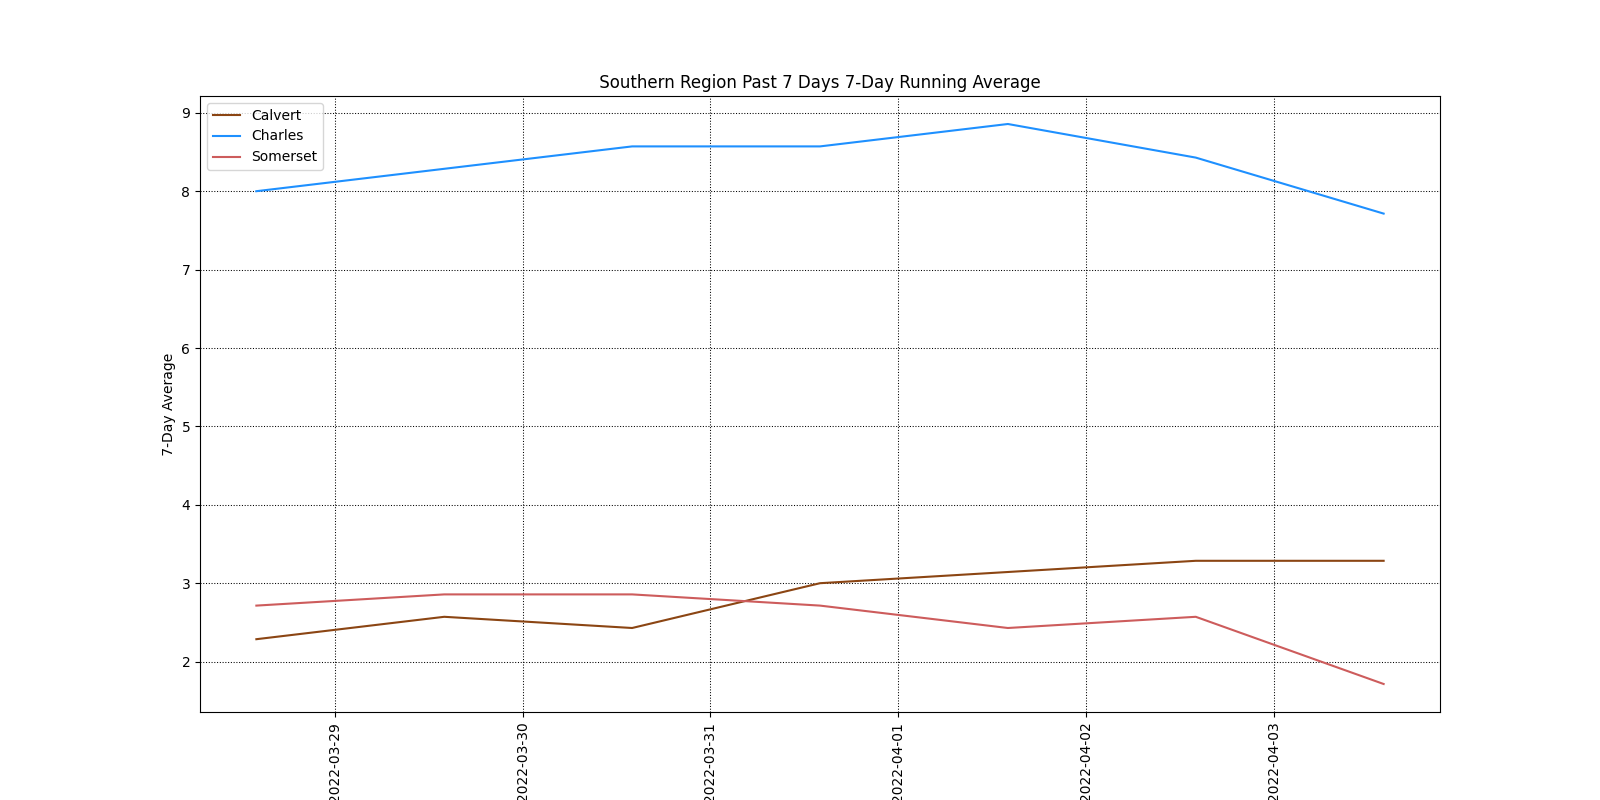 Southern Region Past 7 Days 7-Day Running Average
Calvert
Charles
Somerset
7-Day Average
9
8
7
6
5
4
3
2
2022-03-29
2022-03-30
2022-03-31
2022-04-01
2022-04-02
2022-04-03